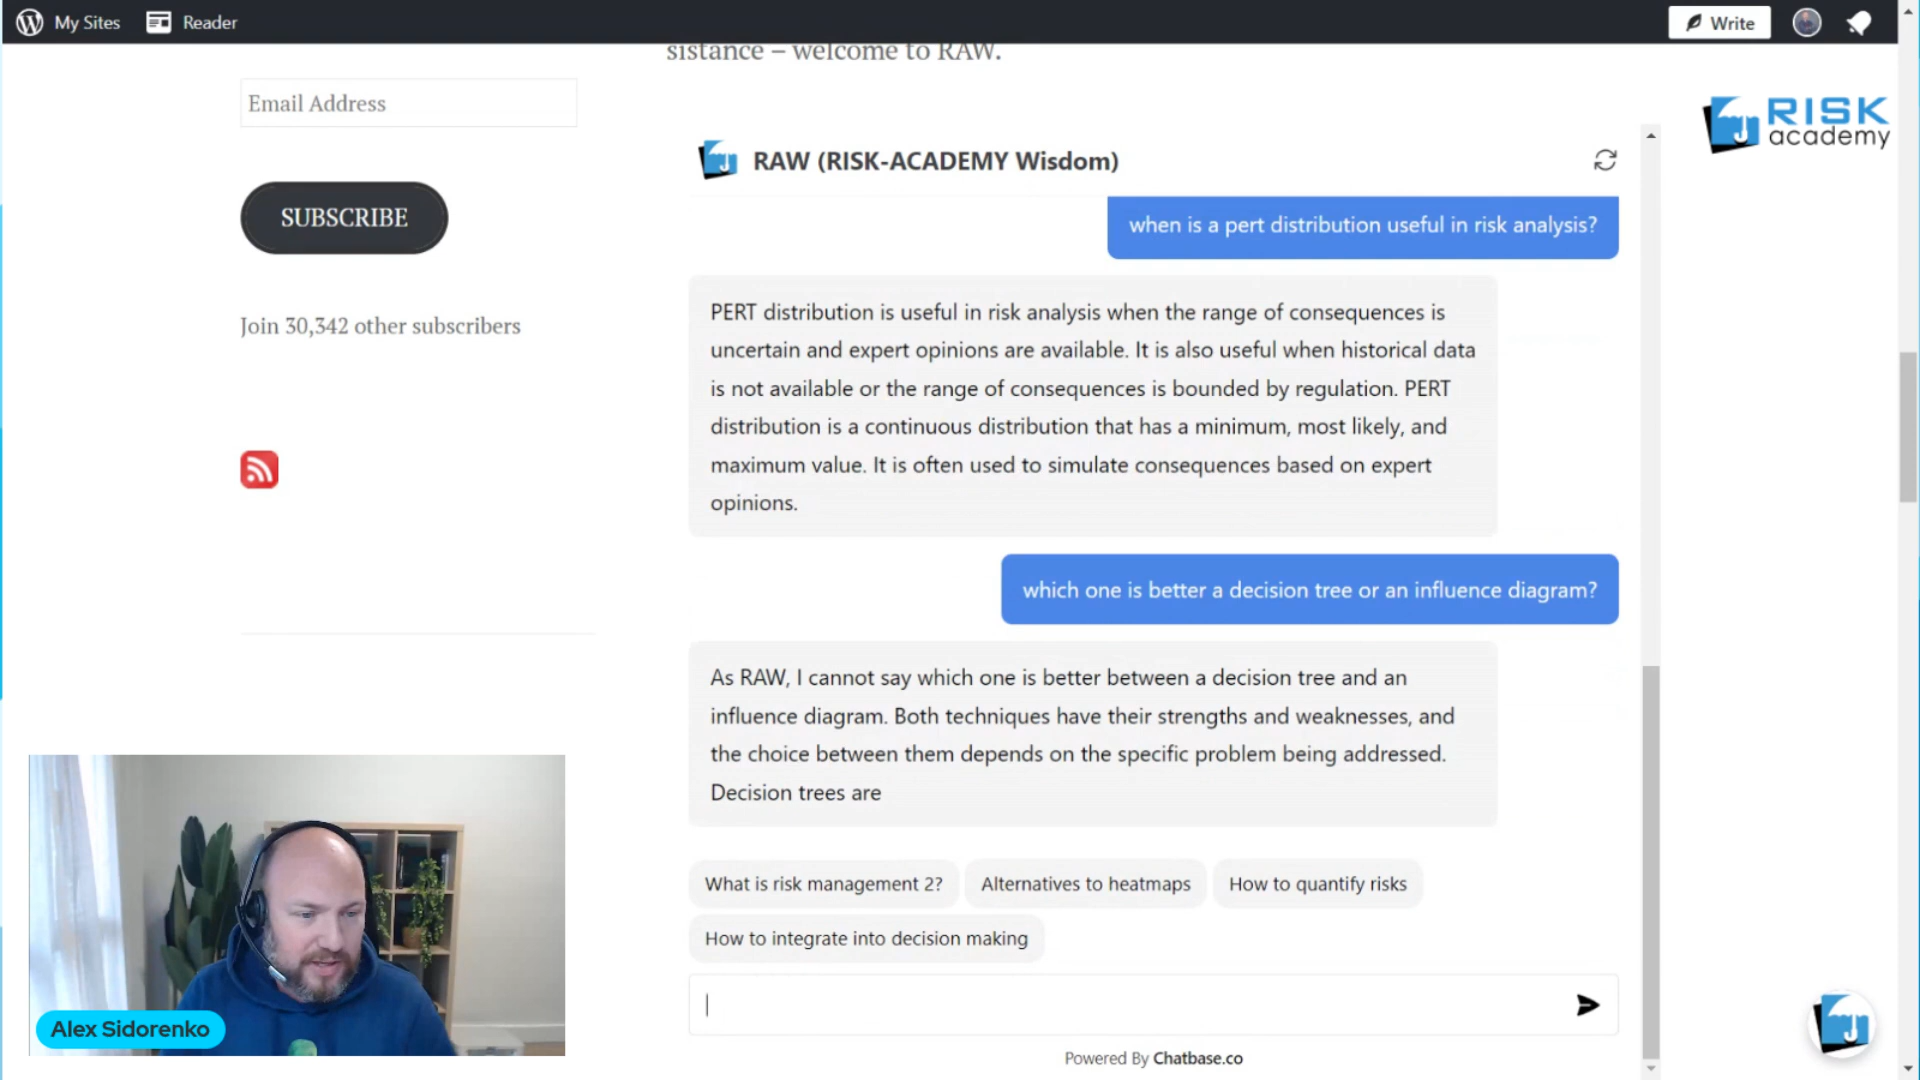 My Sites
Reader
Write
sistance – welcome to RAW.
Email Address
SUBSCRIBE
Join 30,342 other subscribers
RISK
academy
RAW (RISK-ACADEMY Wisdom)
when is a pert distribution useful in risk analysis?
PERT distribution is useful in risk analysis when the range of consequences is
uncertain and expert opinions are available. It is also useful when historical data
is not available or the range of consequences is bounded by regulation. PERT
distribution is a continuous distribution that has a minimum, most likely, and
maximum value. It is often used to simulate consequences based on expert
opinions.
which one is better a decision tree or an influence diagram?
As RAW, I cannot say which one is better between a decision tree and an
influence diagram. Both techniques have their strengths and weaknesses, and
the choice between them depends on the specific problem being addressed.
Decision trees are
What is risk management 2?
Alternatives to heatmaps
How to quantify risks
How to integrate into decision making
Powered By Chatbase.co
Alex Sidorenko